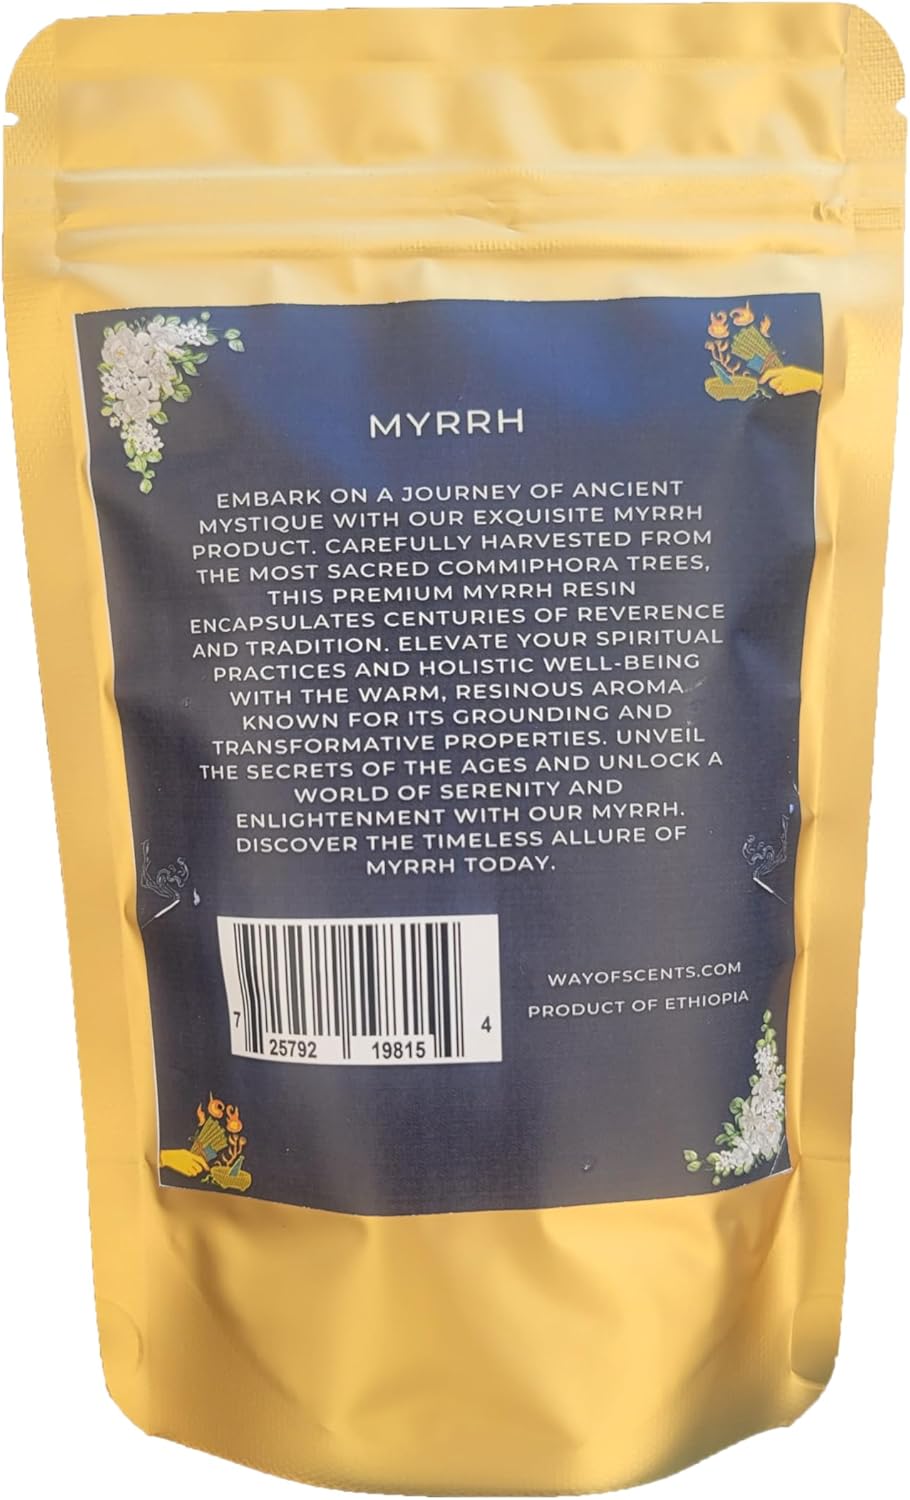 MYRRH
EMBARK ON A JOURNEY OF ANCIENT
MYSTIQUE WITH OUR EXQUISITE MYRRH
PRODUCT. CAREFULLY HARVESTED FROM
THE MOST SACRED COMMIPHORA TREES,
THIS PREMIUM MYRRH RESIN
ENCAPSULATES CENTURIES OF REVERENCE
AND TRADITION. ELEVATE YOUR SPIRITUAL
PRACTICES AND HOLISTIC WELL-BEING
WITH THE WARM, RESINOUS AROMA
KNOWN FOR ITS GROUNDING AND
TRANSFORMATIVE PROPERTIES. UNVEIL
THE SECRETS OF THE AGES AND UNLOCK A
WORLD OF SERENITY AND
ENLIGHTENMENT WITH OUR MYRRH.
DISCOVER THE TIMELESS ALLURE OF
MYRRH TODAY.
WAYOFSCENTS.COM
PRODUCT OF ETHIOPIA
7 25792 19815 4